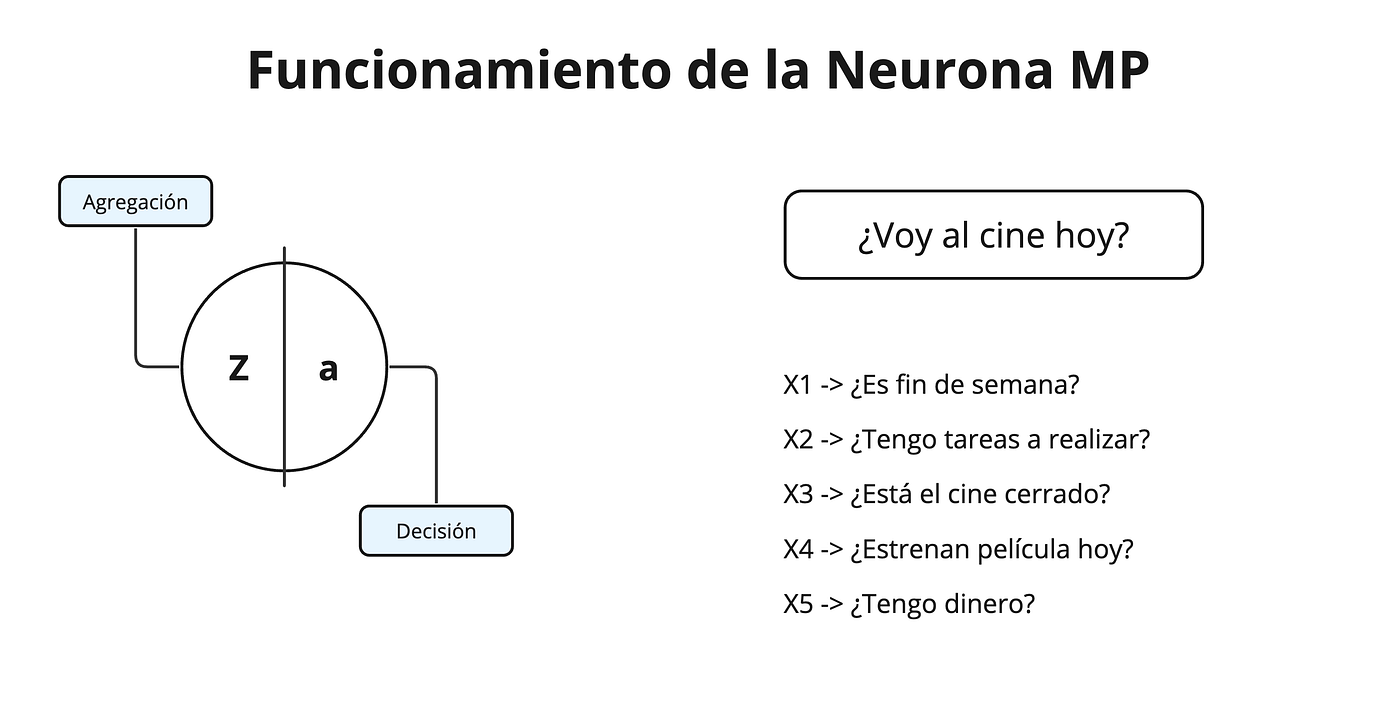 Funcionamiento de la Neurona MP
Agregación
Z
a
Decisión
¿Voy al cine hoy?
X1 -> ¿Es fin de semana?
X2 -> ¿Tengo tareas a realizar?
X3 -> ¿Está el cine cerrado?
X4 -> ¿Estrenan película hoy?
X5 -> ¿Tengo dinero?